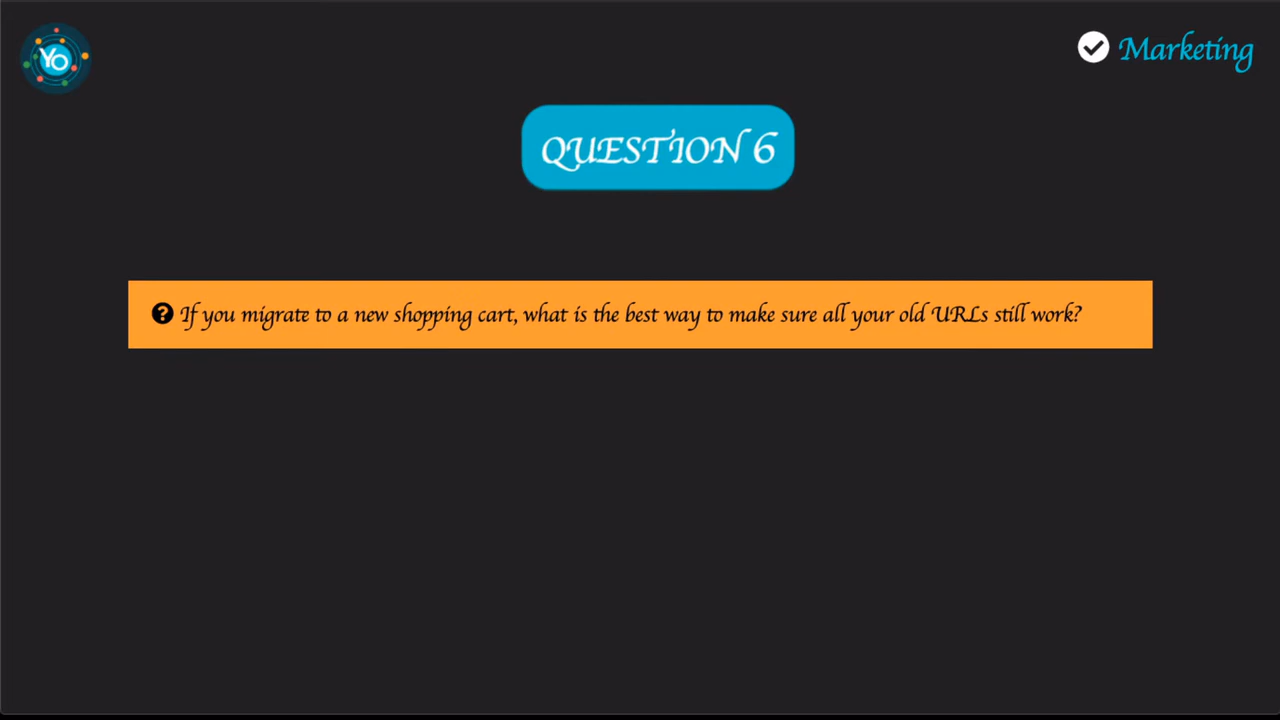 Yo
Marketing
QUESTION 6
If you migrate to a new shopping cart, what is the best way to make sure all your old URLs still work?